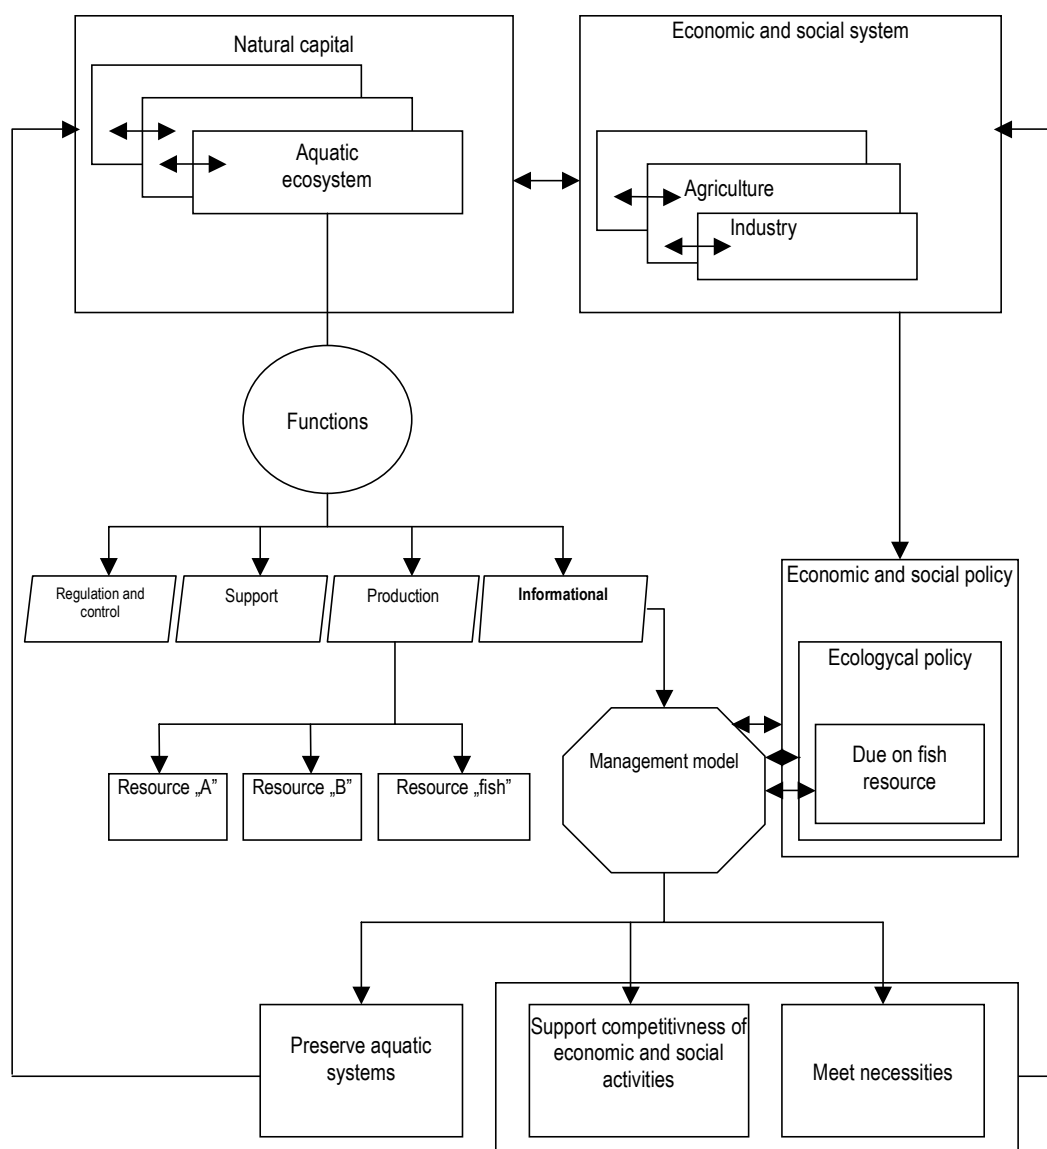 Natural capital
Economic and social system
Aquatic
ecosystem
Agriculture
Industry
Functions
Regulation and
control
Support
Production
Informational
Economic and social policy
Ecologycal policy
Due on fish
resource
Management model
Resource „A”
Resource „B”
Resource „fish”
Preserve aquatic
systems
Support competitivness of
economic and social
activities
Meet necessities